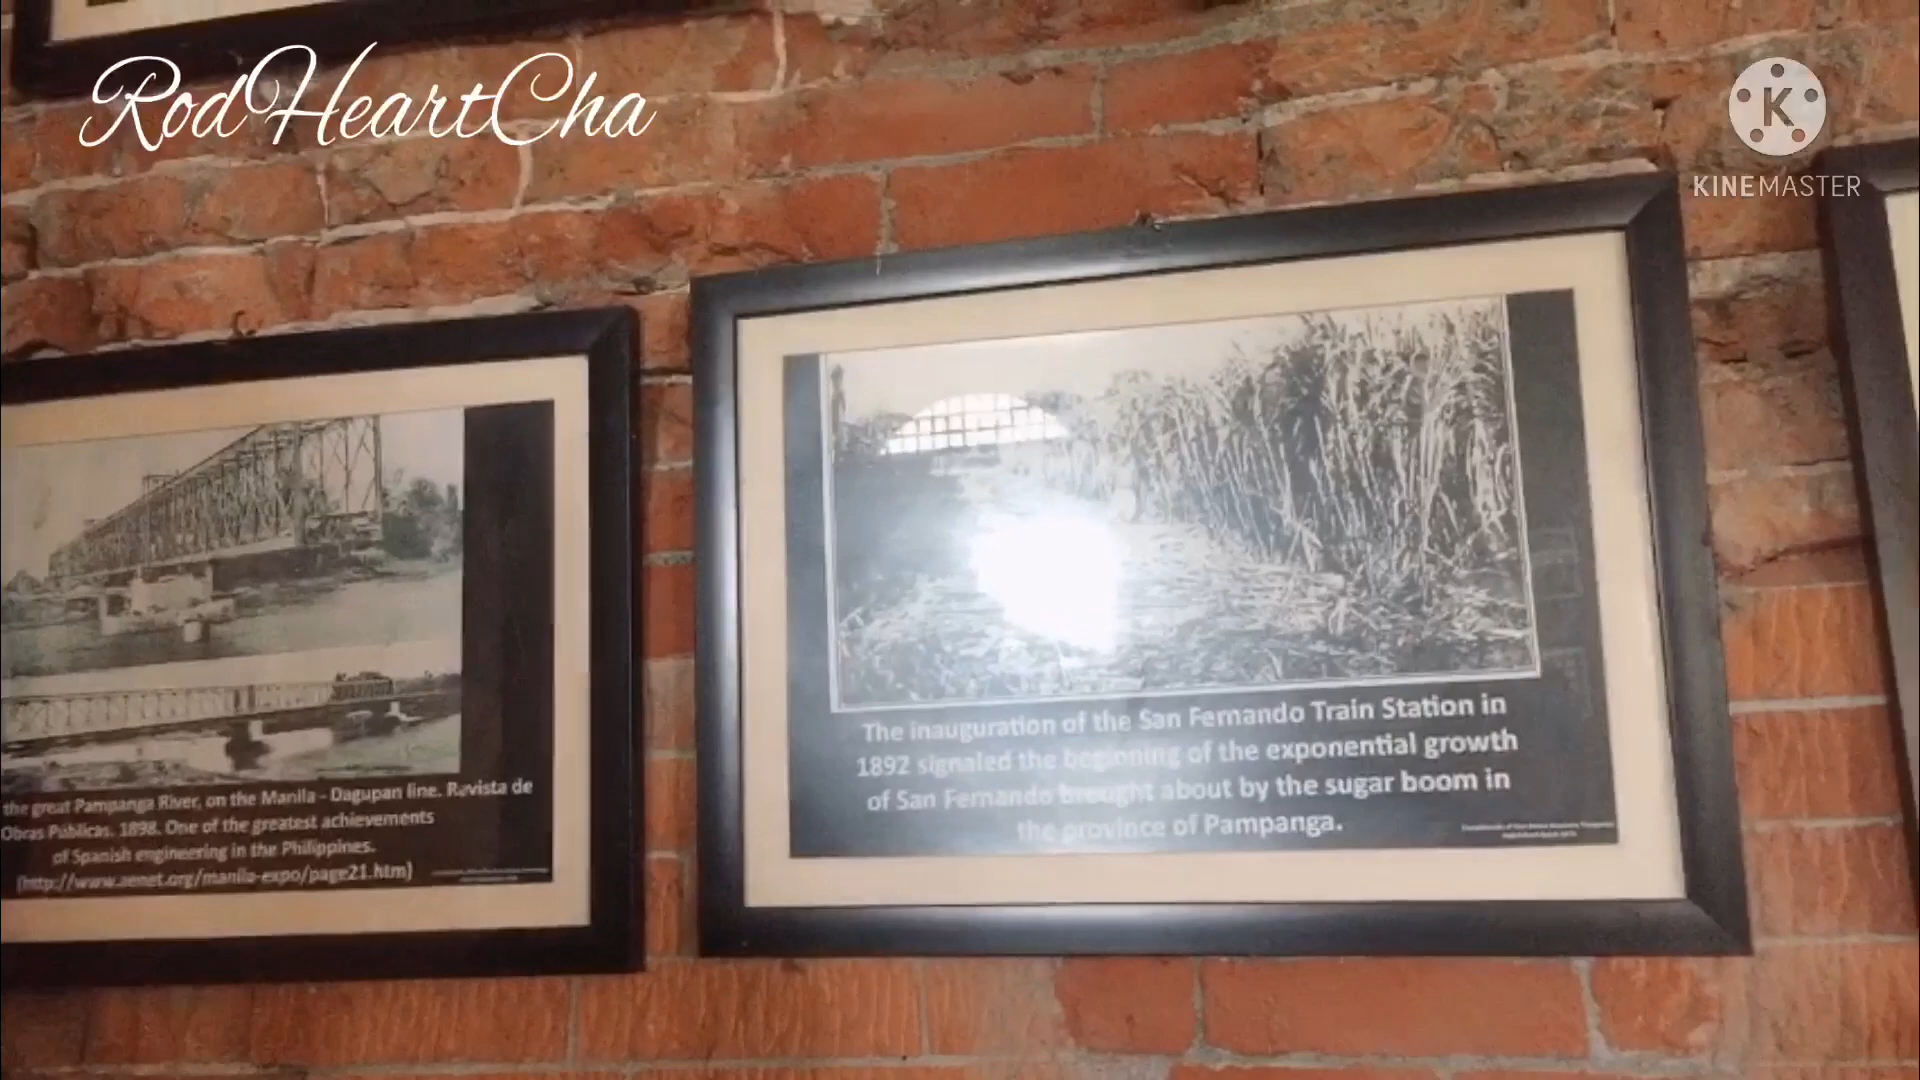 RodHeartCha
K
KINEMASTER
the great Pampanga River, on the Manila - Dagupan line. Revista de
Obras Publicas. 1898. One of the greatest achievements
of Spanish engineering in the Philippines.
(http://www.aenet.org/manila-expo/page21.htm)
The inauguration of the San Fernando Train Station in
1892 signaled the beginning of the exponential growth
of San Fernando brought about by the sugar boom in
the province of Pampanga.